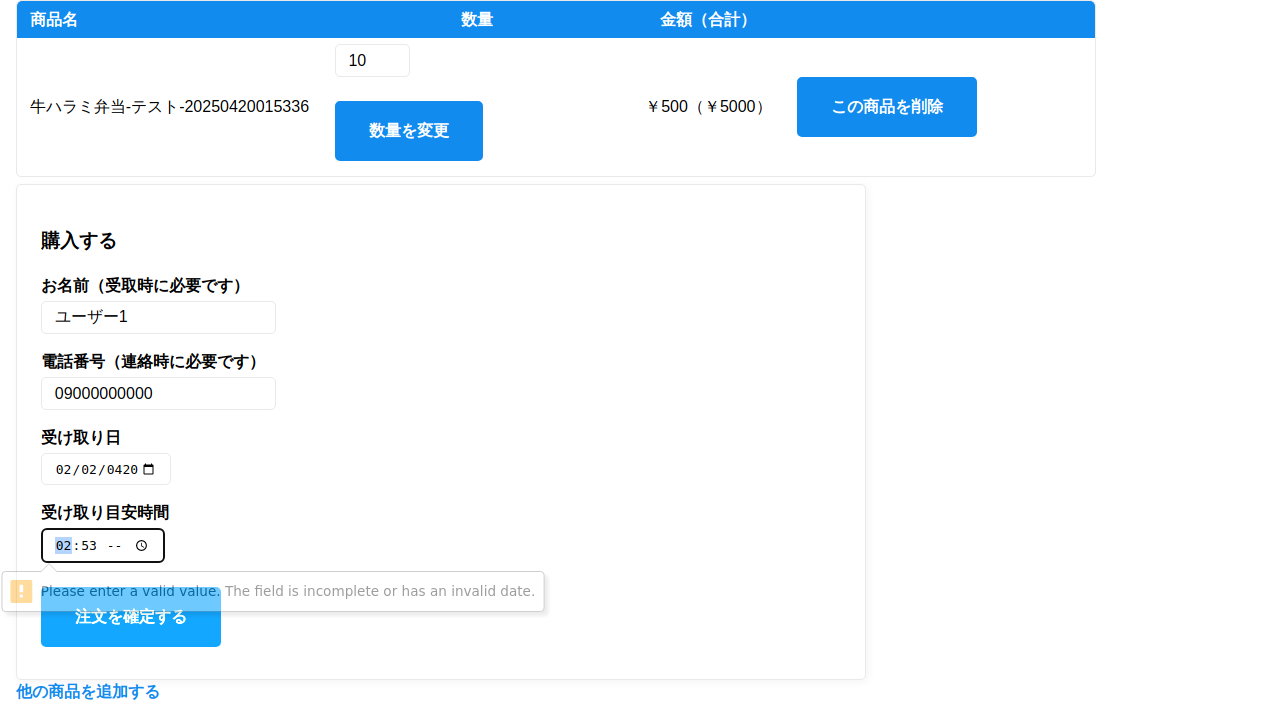 商品名 数量 金額（合計）
10
牛ハラミ弁当-テスト-20250420015336 ￥500（￥5000） この商品を削除
数量を変更
購入する
お名前（受取時に必要です）
ユーザー1
電話番号（連絡時に必要です）
09000000000
受け取り日
02/02/0420
受け取り目安時間
02:53 --
Please enter a valid value. The field is incomplete or has an invalid date.
注文を確定する
他の商品を追加する